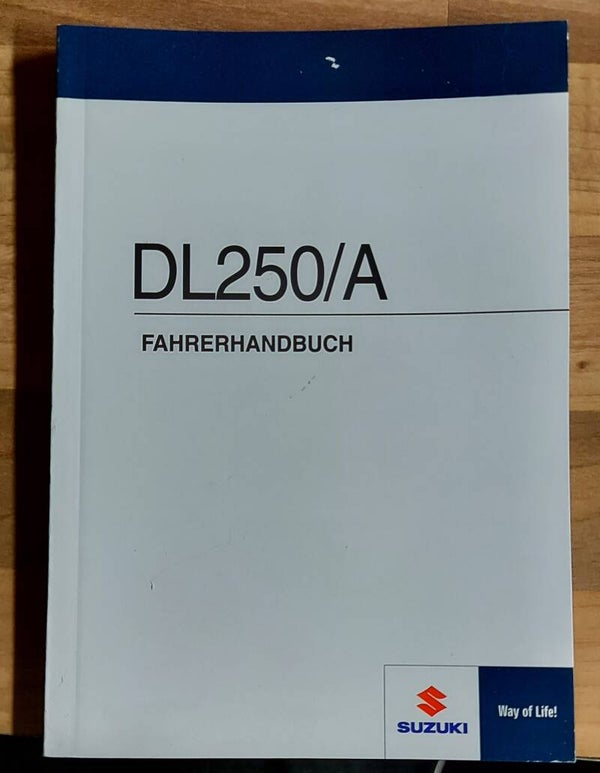 DL250/A
FAHRERHANDBUCH
SUZUKI
Way of Life!